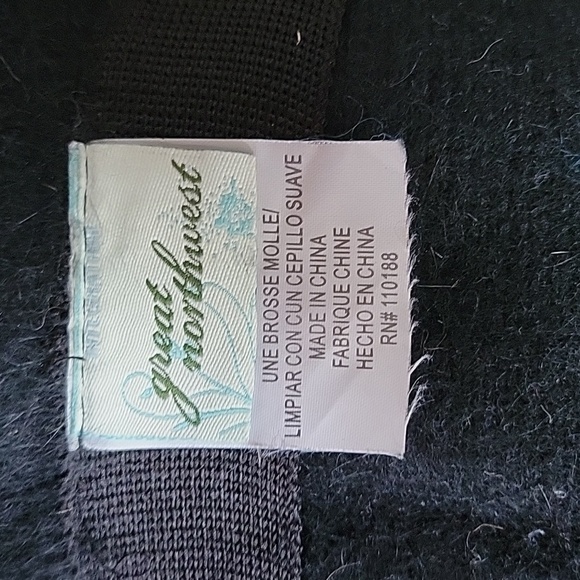 great
northwest
UNE BROSSE MOLLE/
LIMPIAR CON CUN CEPILLO SUAVE
MADE IN CHINA
FABRIQUE CHINE
HECHO EN CHINA
RN# 110188